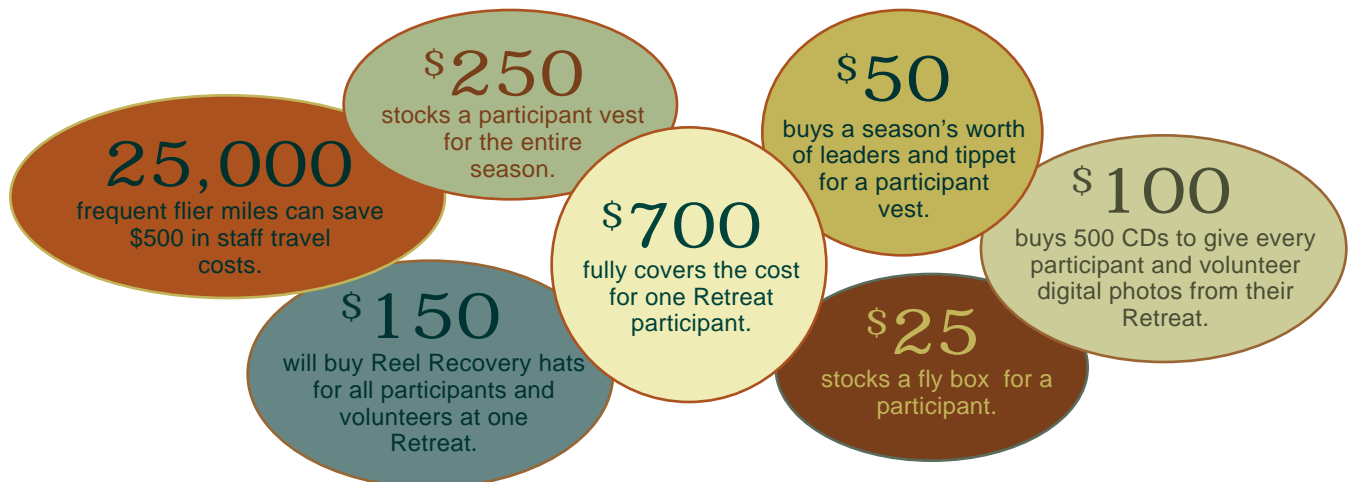 25,000
frequent flier miles can save
$500 in staff travel
costs.
$250
stocks a participant vest
for the entire
season.
$150
will buy Reel Recovery hats
for all participants and
volunteers at one
Retreat.
$700
fully covers the cost
for one Retreat
participant.
$50
buys a season's worth
of leaders and tippet
for a participant
vest.
$25
stocks a fly box  for a
participant.
$100
buys 500 CDs to give every
participant and volunteer
digital photos from their
Retreat.